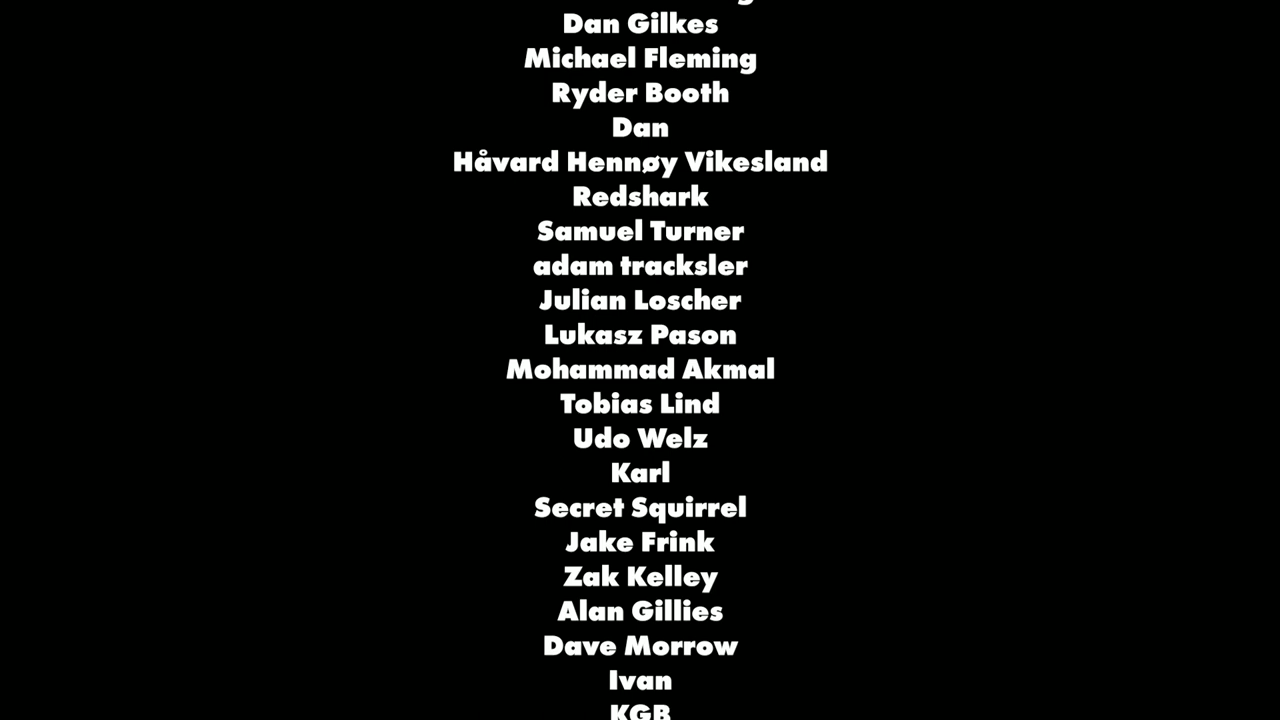 Dan Gilkes
Michael Fleming
Ryder Booth
Dan
Håvard Hennøy Vikesland
Redshark
Samuel Turner
adam tracksler
Julian Loscher
Lukasz Pason
Mohammad Akmal
Tobias Lind
Udo Welz
Karl
Secret Squirrel
Jake Frink
Zak Kelley
Alan Gillies
Dave Morrow
Ivan
KGB